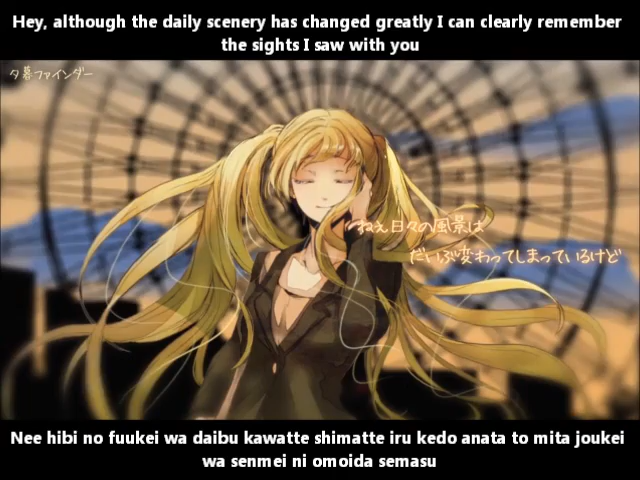 Hey, although the daily scenery has changed greatly I can clearly remember
the sights I saw with you
夕暮ファインダー
ねぇ日々の風景は
だいぶ変わってしまっているけど
Nee hibi no fuukei wa daibu kawatte shimatte iru kedo anata to mita joukei
wa senmei ni omoida semasu